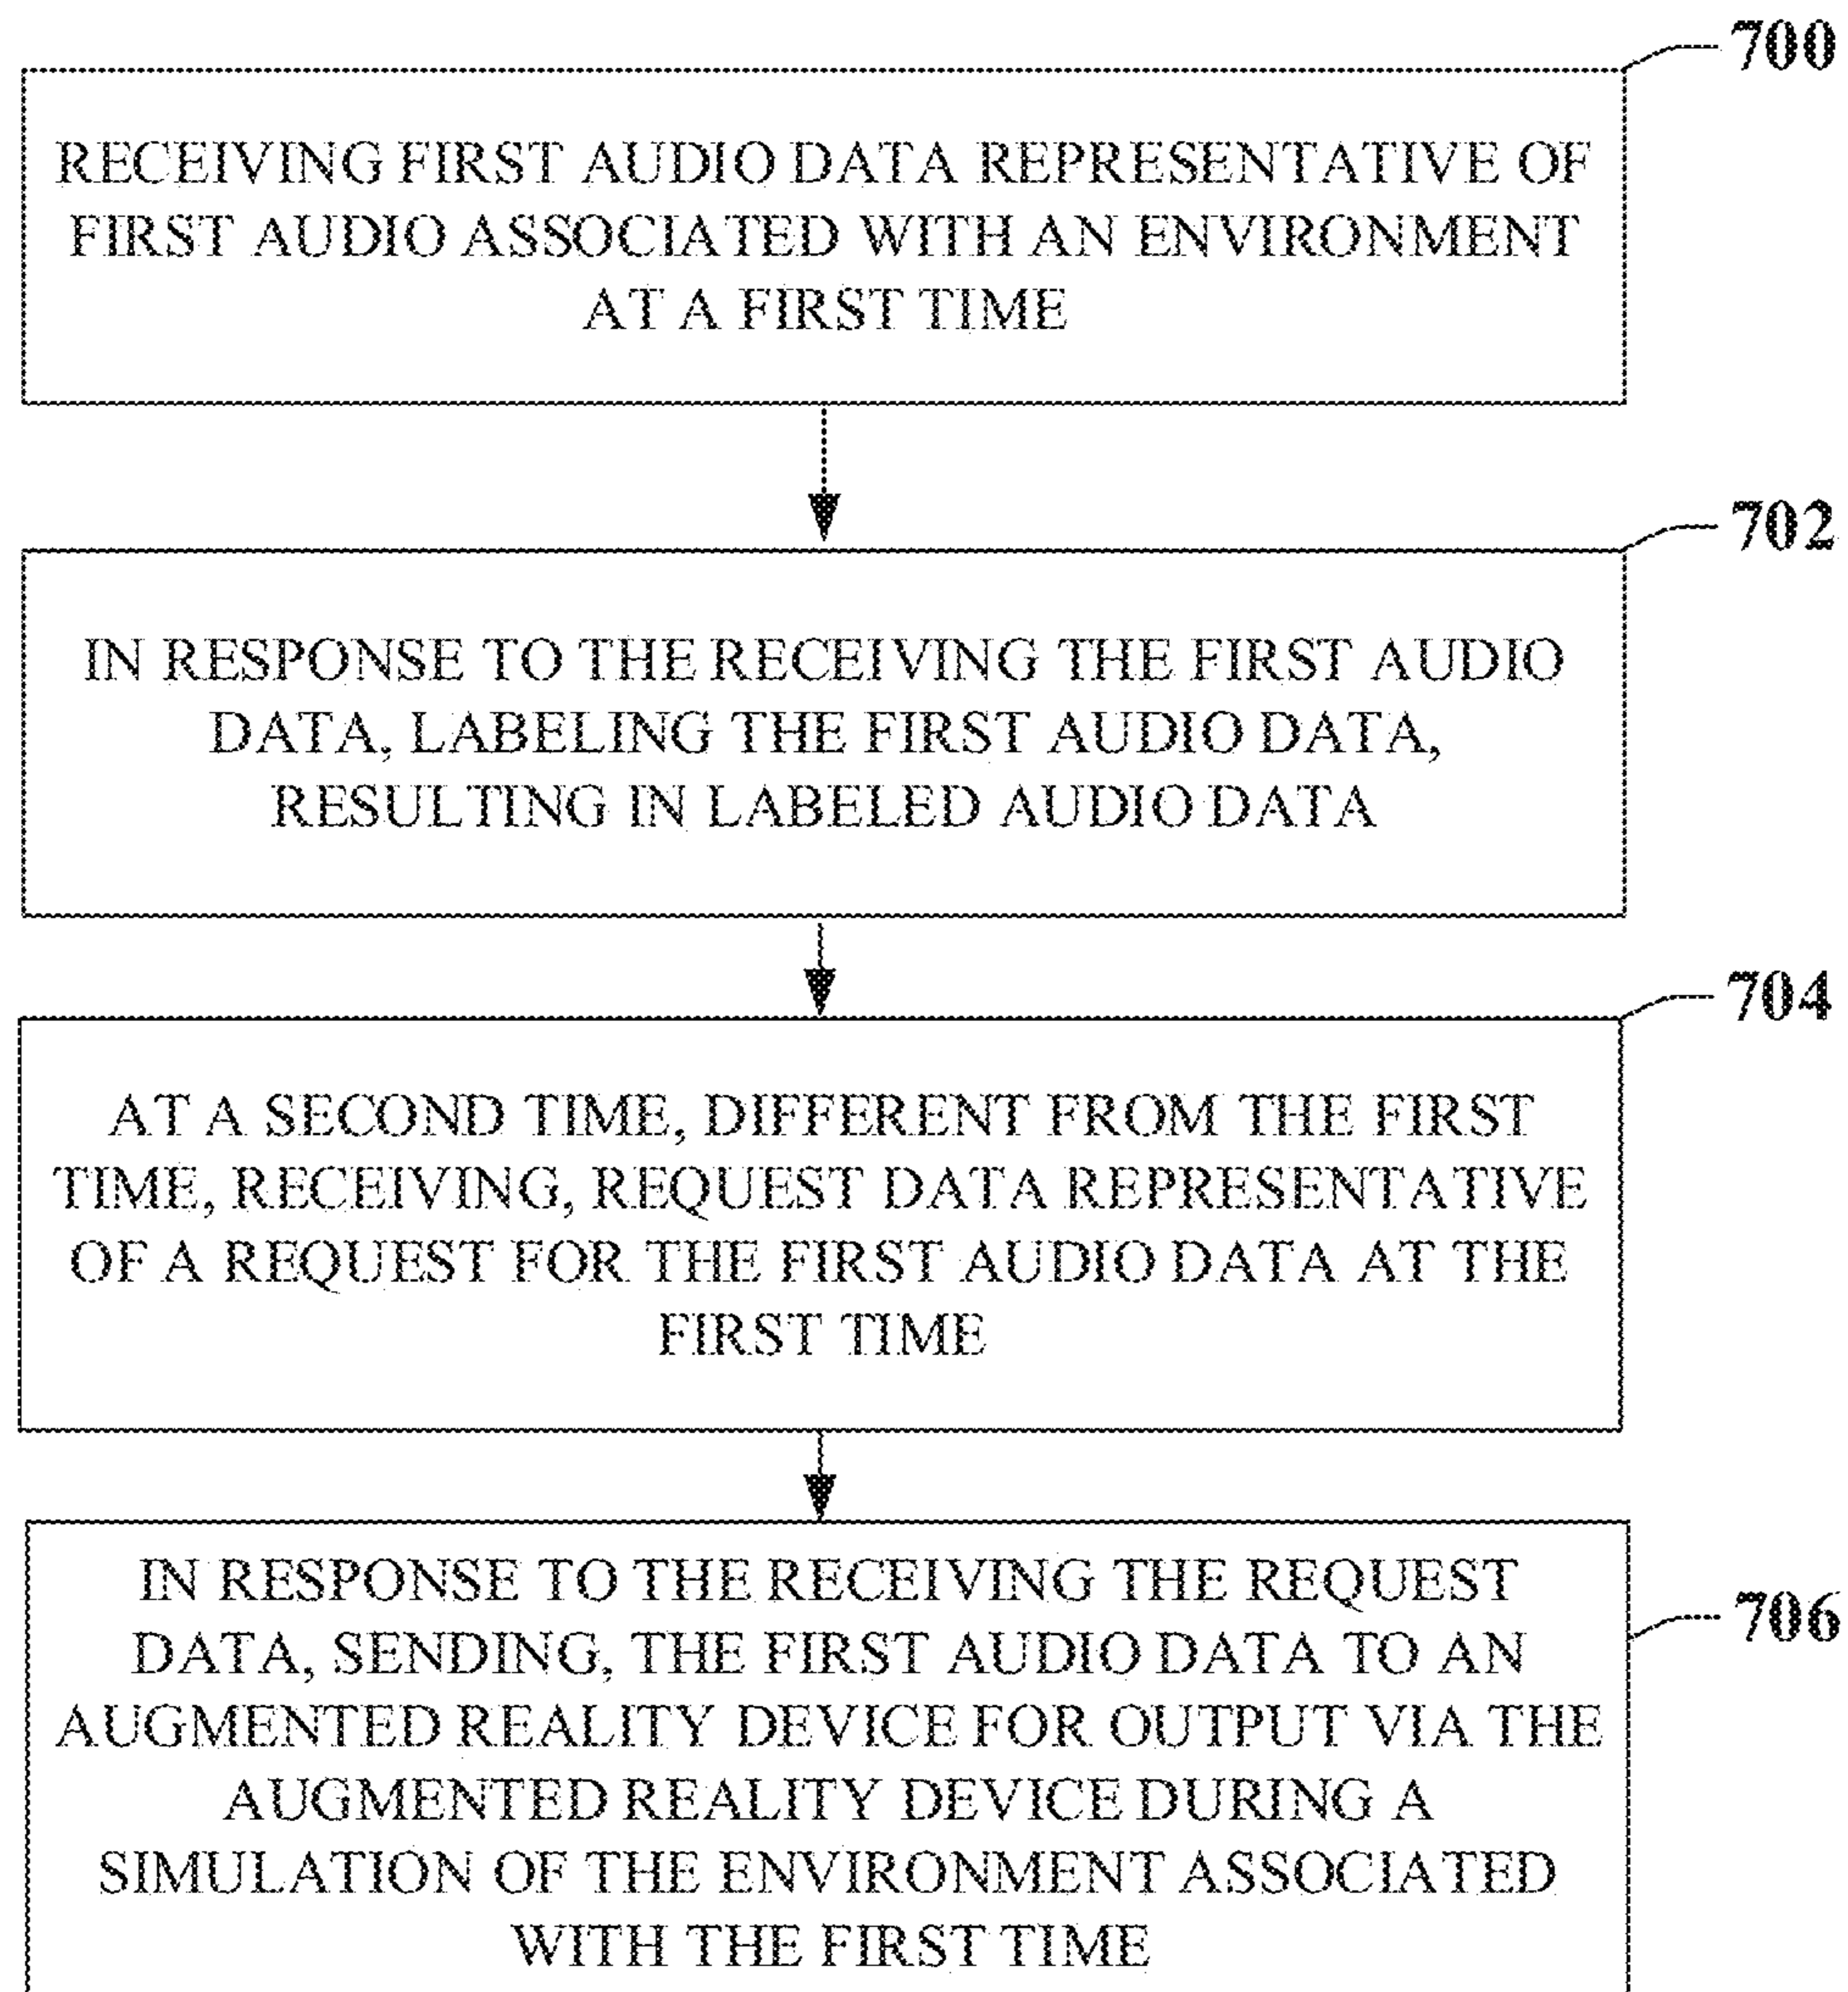 700
RECEIVING FIRST AUDIO DATA REPRESENTATIVE OF
FIRST AUDIO ASSOCIATED WITH AN ENVIRONMENT
AT A FIRST TIME
702
IN RESPONSE TO THE RECEIVING THE FIRST AUDIO
DATA, LABELING THE FIRST AUDIO DATA,
RESULTING IN LABELED AUDIO DATA
704
AT A SECOND TIME, DIFFERENT FROM THE FIRST
TIME, RECEIVING, REQUEST DATA REPRESENTATIVE
OF A REQUEST FOR THE FIRST AUDIO DATA AT THE
FIRST TIME
706
IN RESPONSE TO THE RECEIVING THE REQUEST
DATA, SENDING, THE FIRST AUDIO DATA TO AN
AUGMENTED REALITY DEVICE FOR OUTPUT VIA THE
AUGMENTED REALITY DEVICE DURING A
SIMULATION OF THE ENVIRONMENT ASSOCIATED
WITH THE FIRST TIME